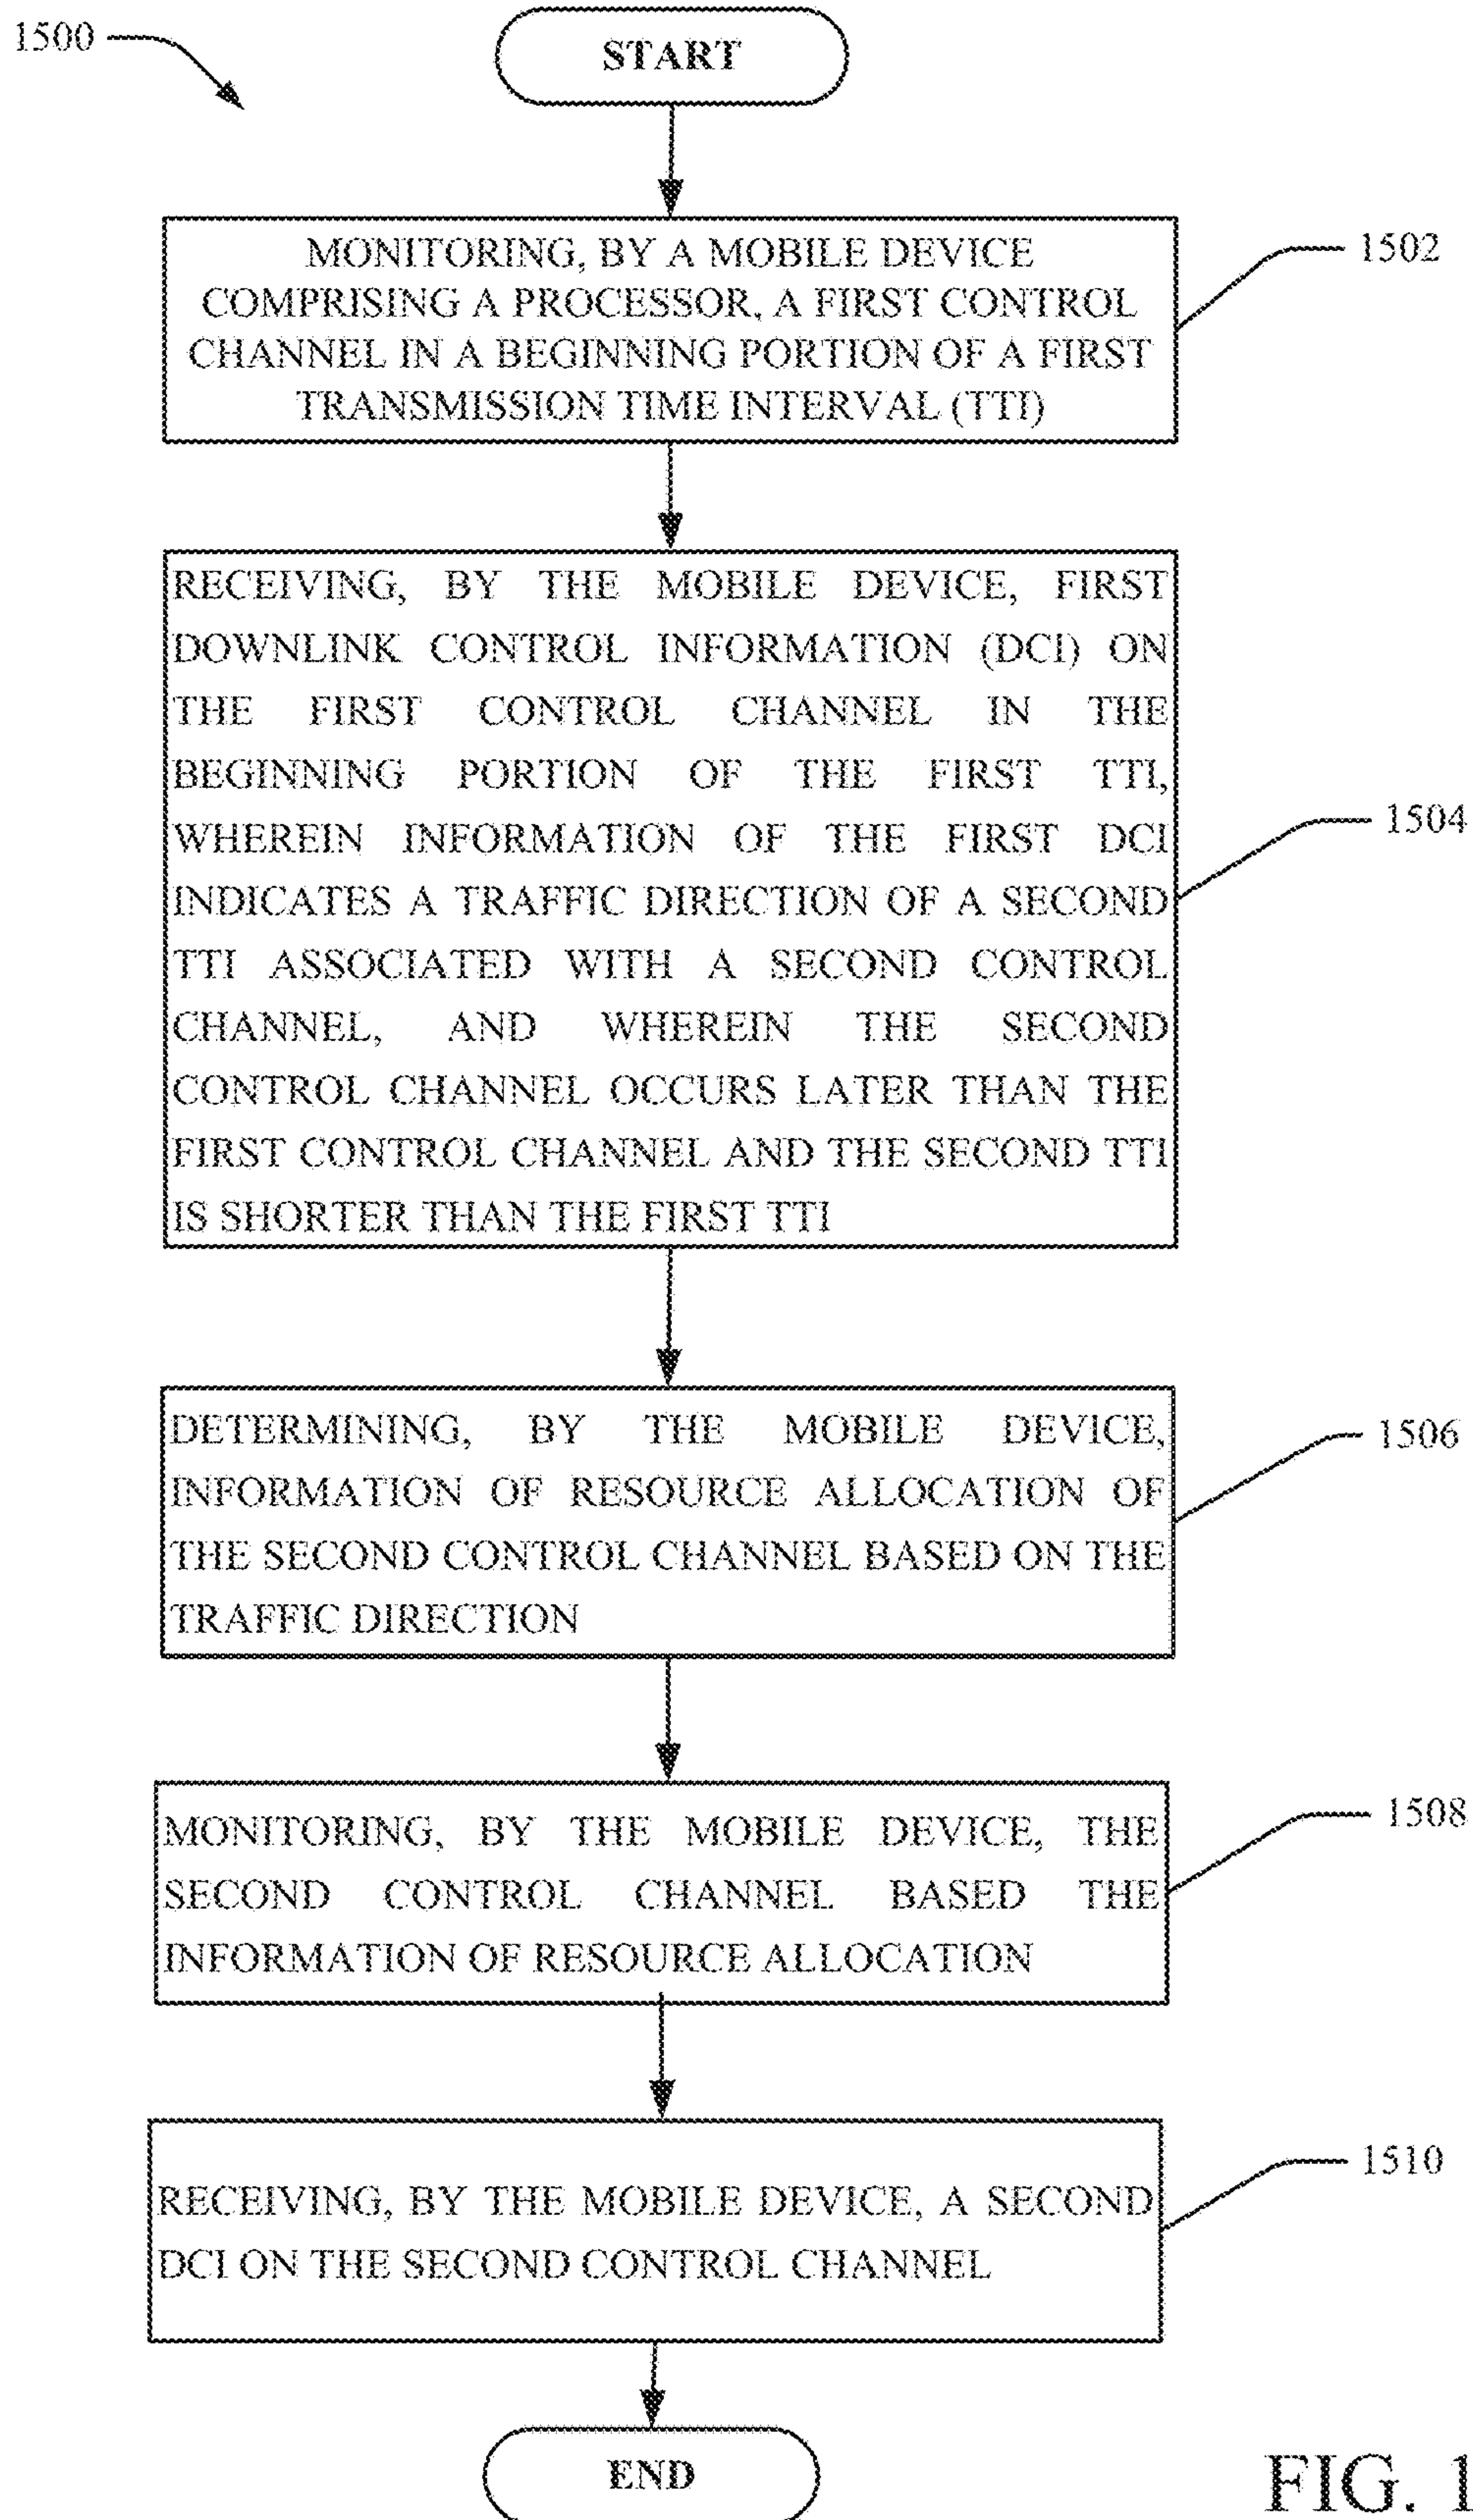 1500
START
MONITORING, BY A MOBILE DEVICE
COMPRISING A PROCESSOR, A FIRST CONTROL
CHANNEL IN A BEGINNING PORTION OF A FIRST
TRANSMISSION TIME INTERVAL (TTI)
1502
RECEIVING, BY THE MOBILE DEVICE, FIRST
DOWNLINK CONTROL INFORMATION (DCI) ON
THE FIRST CONTROL CHANNEL IN THE
BEGINNING PORTION OF THE FIRST TTI,
WHEREIN INFORMATION OF THE FIRST DCI
INDICATES A TRAFFIC DIRECTION OF A SECOND
TTI ASSOCIATED WITH A SECOND CONTROL
CHANNEL, AND WHEREIN THE SECOND
CONTROL CHANNEL OCCURS LATER THAN THE
FIRST CONTROL CHANNEL AND THE SECOND TTI
IS SHORTER THAN THE FIRST TTI
1504
DETERMINING, BY THE MOBILE DEVICE,
INFORMATION OF RESOURCE ALLOCATION OF
THE SECOND CONTROL CHANNEL BASED ON THE
TRAFFIC DIRECTION
1506
MONITORING, BY THE MOBILE DEVICE, THE
SECOND CONTROL CHANNEL BASED THE
INFORMATION OF RESOURCE ALLOCATION
1508
RECEIVING, BY THE MOBILE DEVICE, A SECOND
DCI ON THE SECOND CONTROL CHANNEL
1510
END
FIG. 1